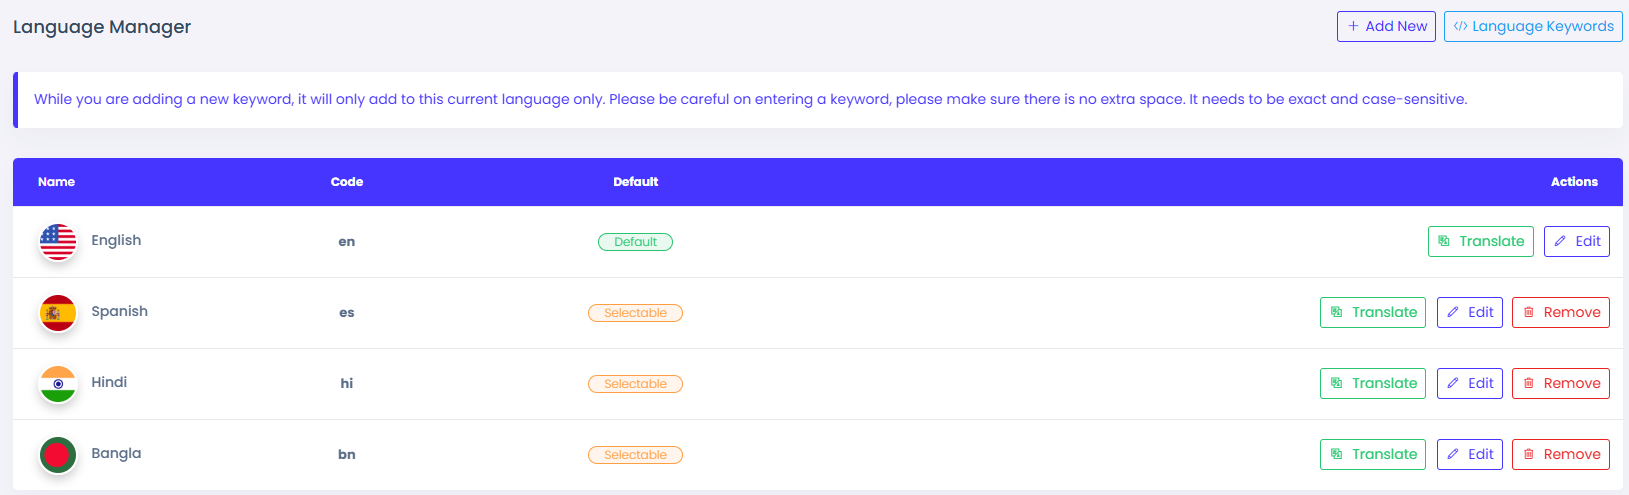 Language Manager
Add New
Language Keywords
While you are adding a new keyword, it will only add to this current language only. Please be careful on entering a keyword, please make sure there is no extra space. It needs to be exact and case-sensitive.
Name Code Default Actions
English en Default Translate Edit
Spanish es Selectable Translate Edit Remove
Hindi hi Selectable Translate Edit Remove
Bangla bn Selectable Translate Edit Remove